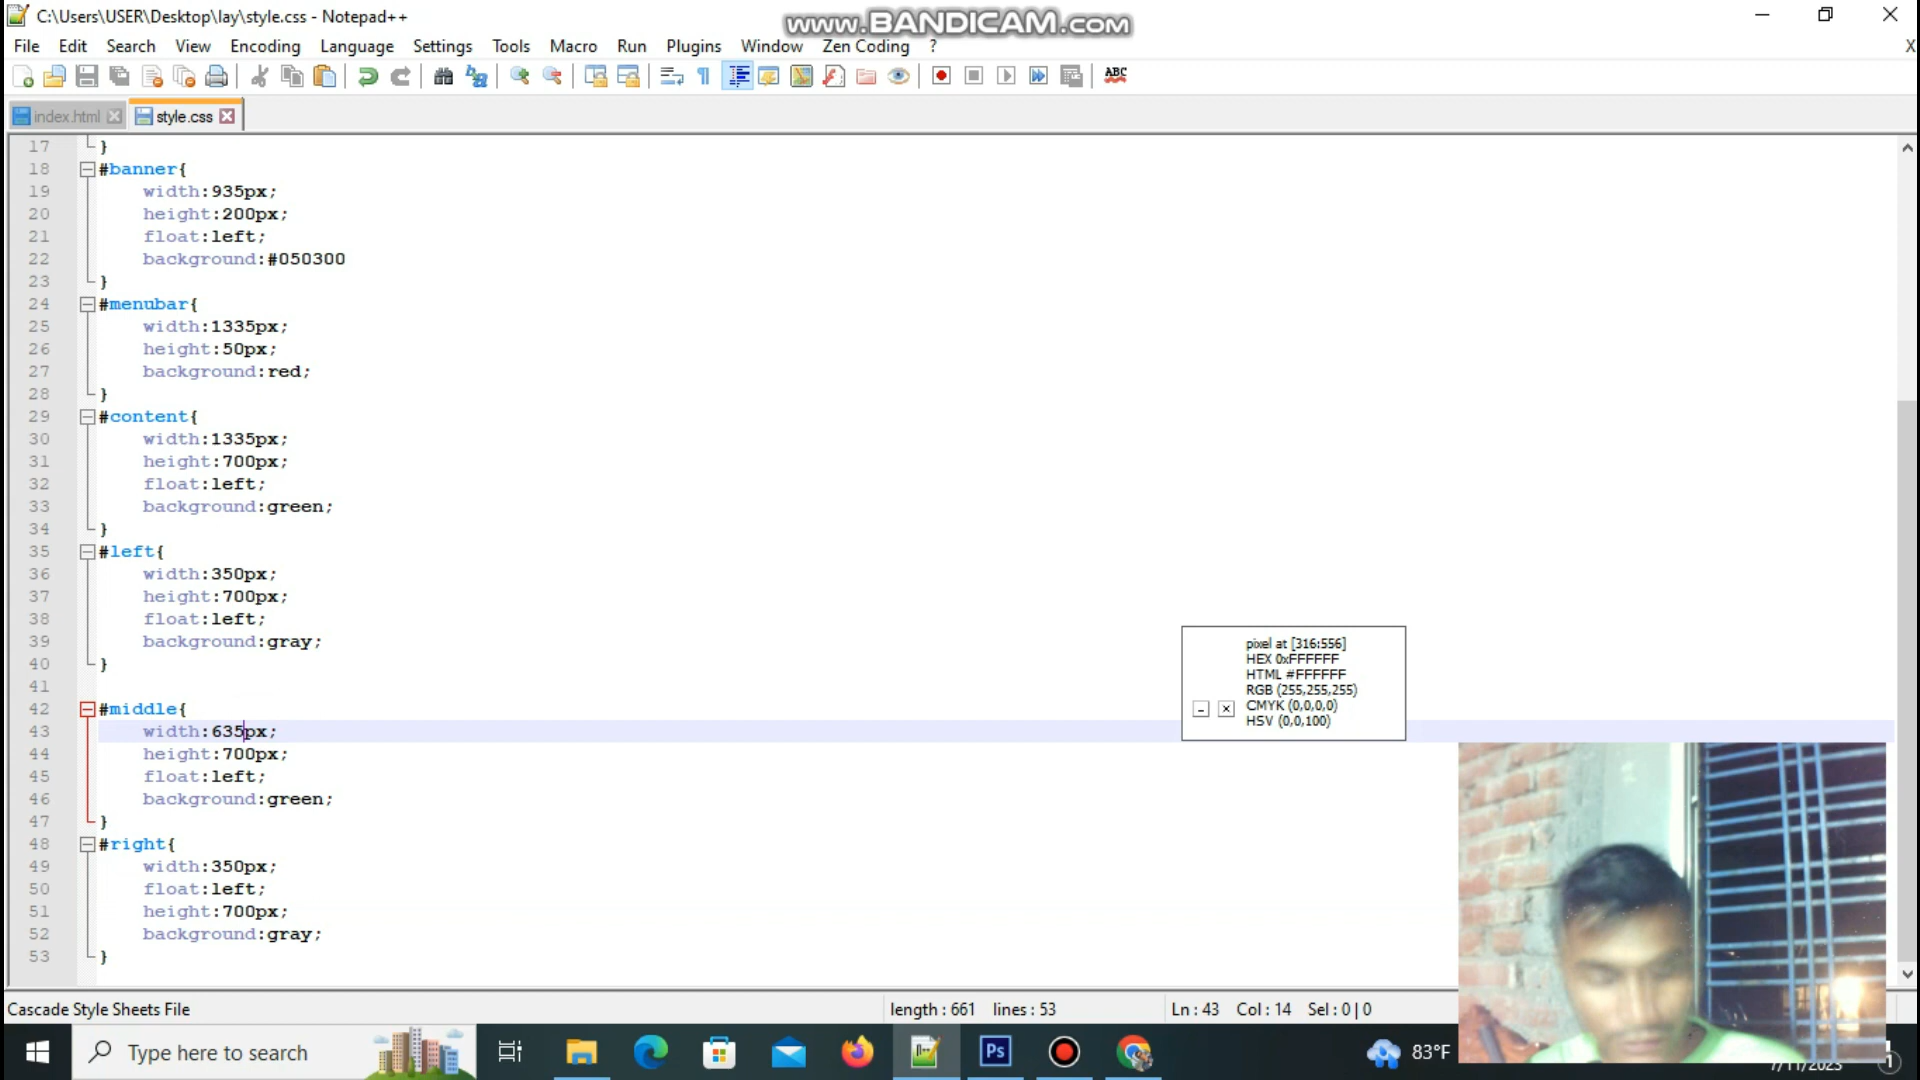 C:\Users\USER\Desktop\lay\style.css - Notepad++
www.BANDICAM.com
File Edit Search View Encoding Language Settings Tools Macro Run Plugins Window Zen Coding ? X
ABC
index.html style.css
17 }
18 #banner{
19 width:935px;
20 height:200px;
21 float:left;
22 background:#050300
23 }
24 #menubar{
25 width:1335px;
26 height:50px;
27 background:red;
28 }
29 #content{
30 width:1335px;
31 height:700px;
32 float:left;
33 background:green;
34 }
35 #left{
36 width:350px;
37 height:700px;
38 float:left;
39 background:gray;
40 }
41
42 #middle{
43 width:635px;
44 height:700px;
45 float:left;
46 background:green;
47 }
48 #right{
49 width:350px;
50 float:left;
51 height:700px;
52 background:gray;
53 }
pixel at [316:556]
HEX 0xFFFFFF
HTML #FFFFFF
RGB (255,255,255)
CMYK (0,0,0,0)
HSV (0,0,100)
Cascade Style Sheets File length : 661 lines : 53 Ln : 43 Col : 14 Sel : 0 | 0
Type here to search Ps 83°F
7/11/2023 1